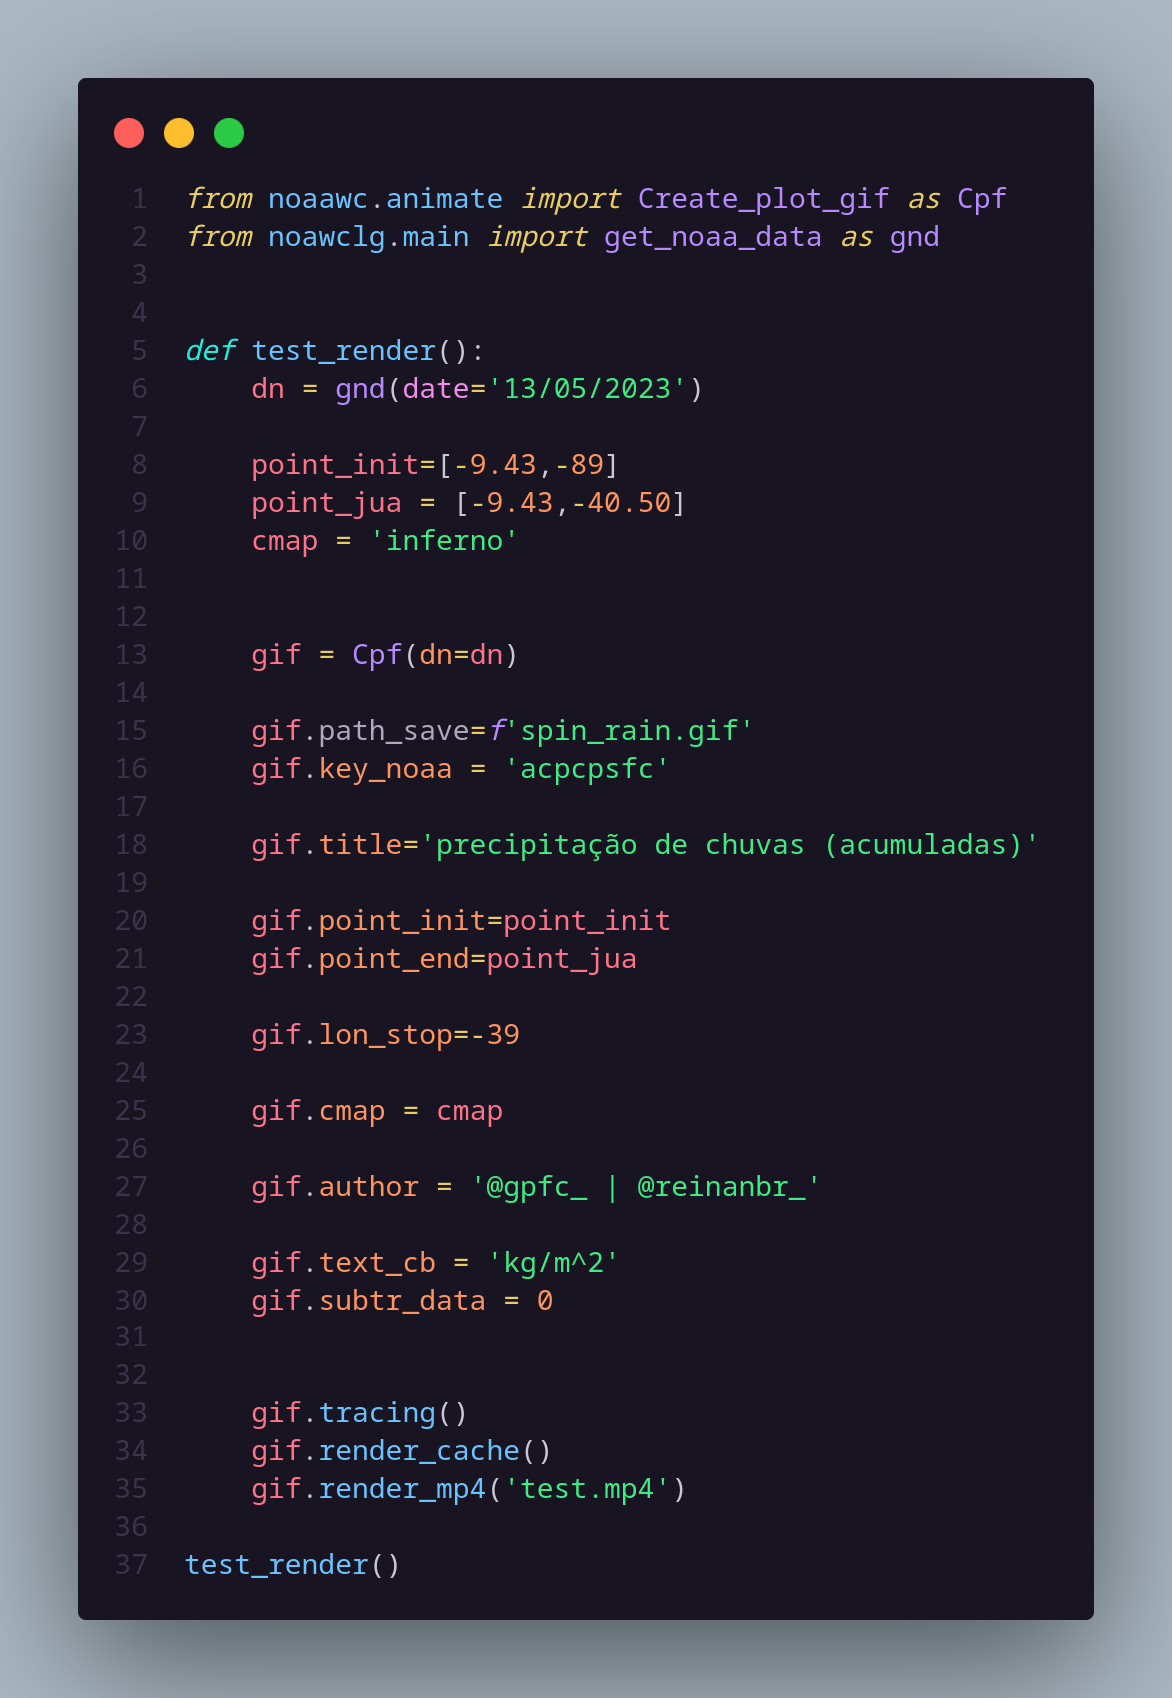 1 from noaawc.animate import Create_plot_gif as Cpf
2 from noawclg.main import get_noaa_data as gnd
3
4
5 def test_render():
6     dn = gnd(date='13/05/2023')
7
8     point_init=[-9.43,-89]
9     point_jua = [-9.43,-40.50]
10     cmap = 'inferno'
11
12
13     gif = Cpf(dn=dn)
14
15     gif.path_save=f'spin_rain.gif'
16     gif.key_noaa = 'acpcpsfc'
17
18     gif.title='precipitação de chuvas (acumuladas)'
19
20     gif.point_init=point_init
21     gif.point_end=point_jua
22
23     gif.lon_stop=-39
24
25     gif.cmap = cmap
26
27     gif.author = '@gpfc_ | @reinanbr_'
28
29     gif.text_cb = 'kg/m^2'
30     gif.subtr_data = 0
31
32
33     gif.tracing()
34     gif.render_cache()
35     gif.render_mp4('test.mp4')
36
37 test_render()